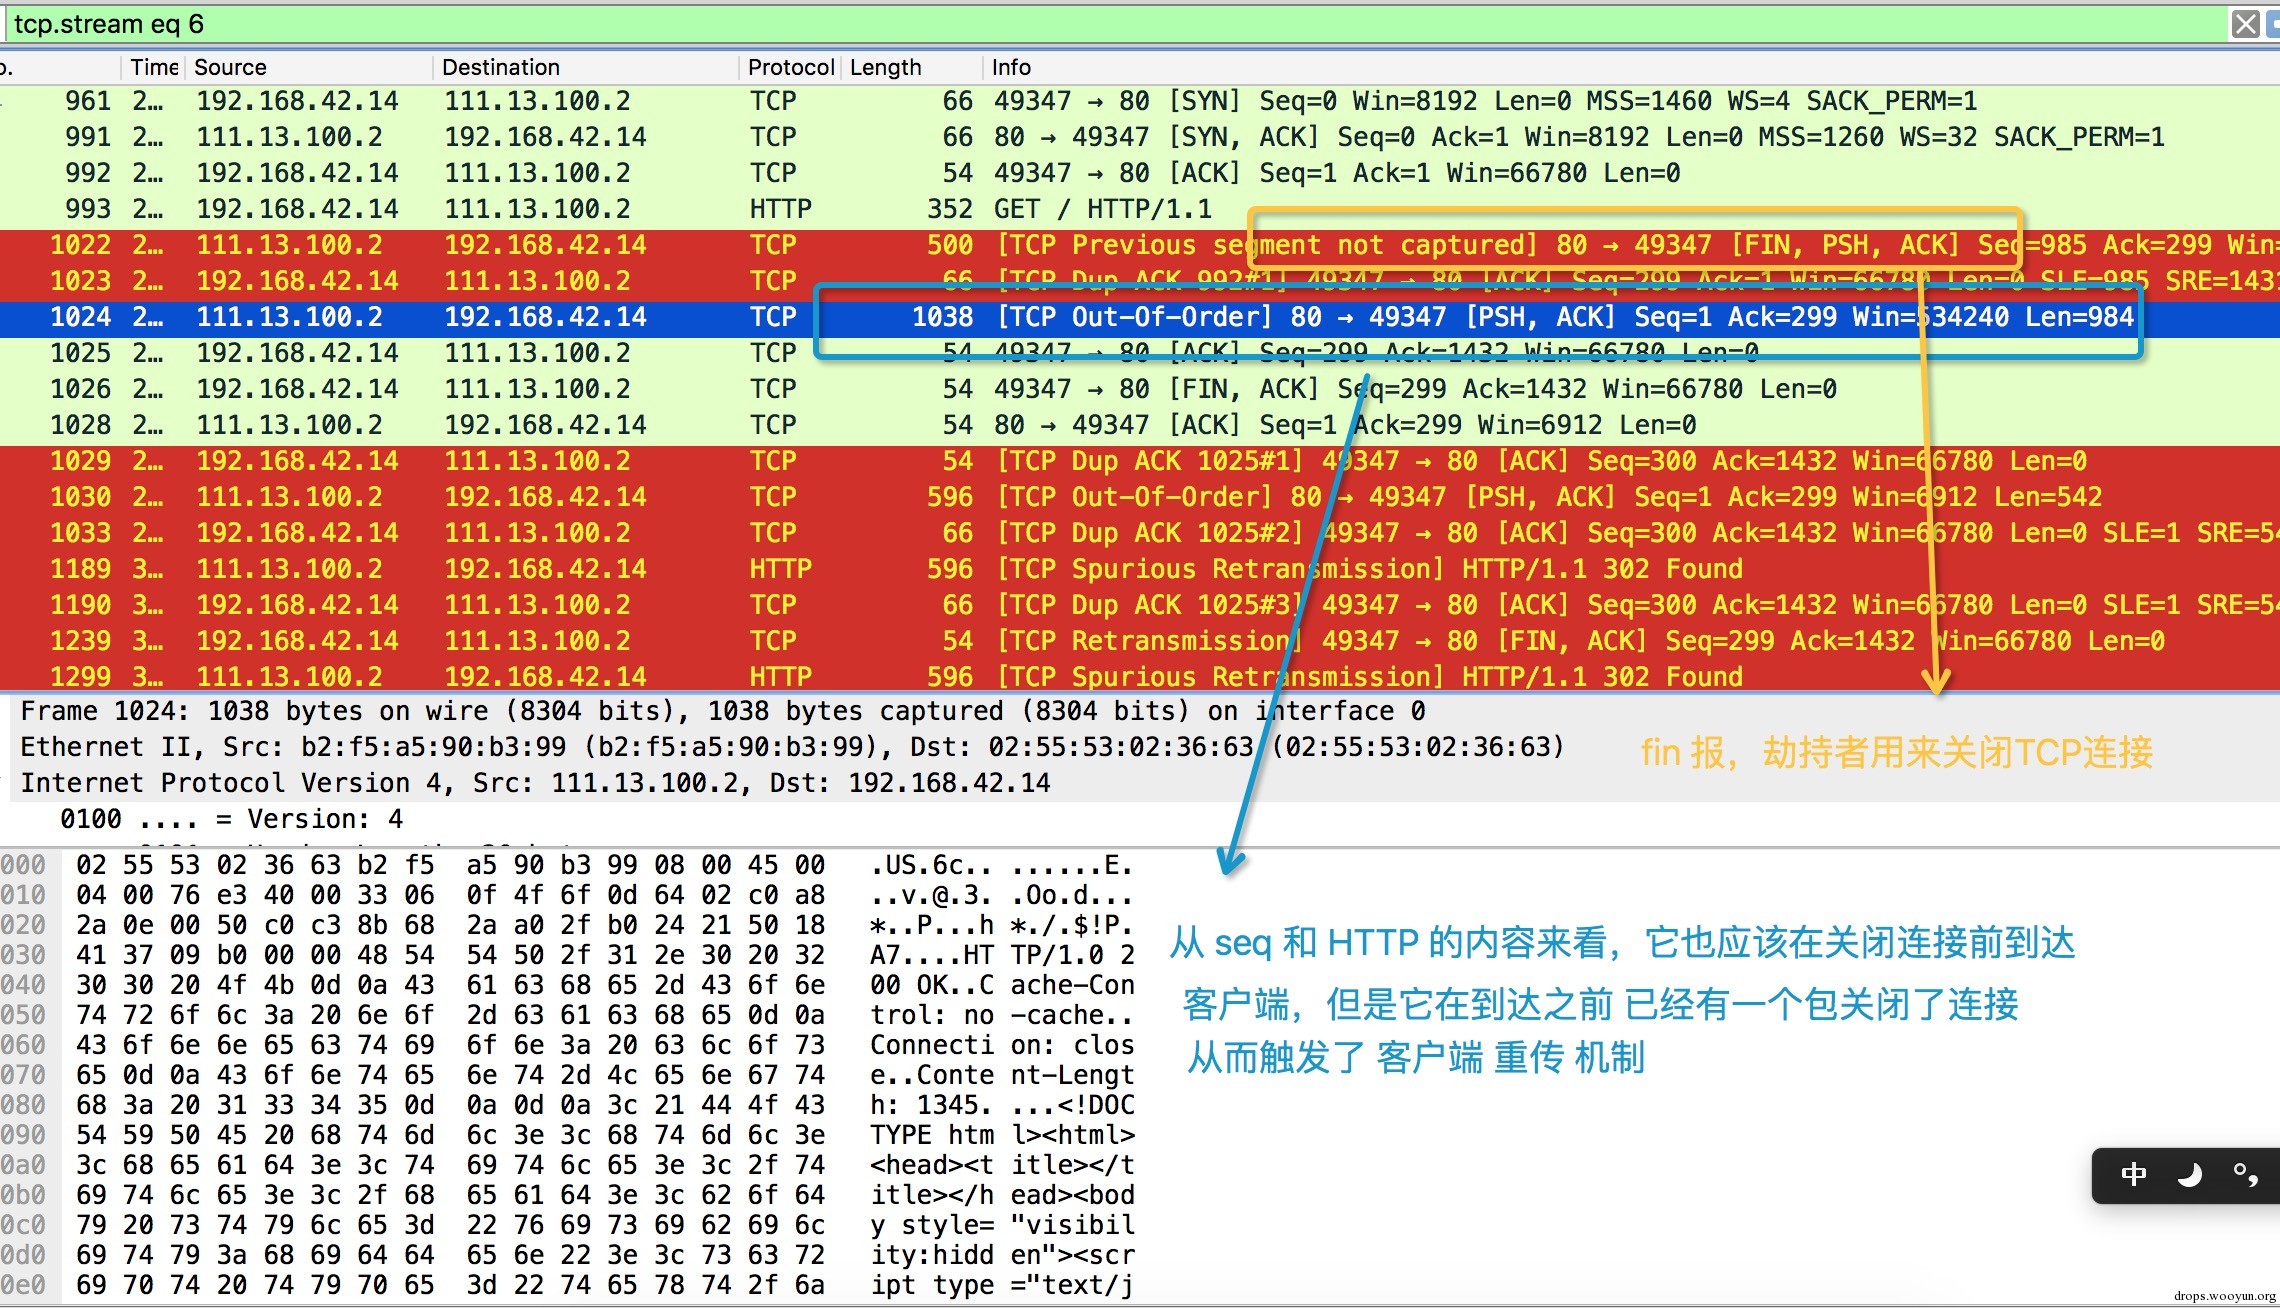 tcp.stream eq 6
Time Source Destination Protocol Length Info
961 2… 192.168.42.14 111.13.100.2 TCP 66 49347 → 80 [SYN] Seq=0 Win=8192 Len=0 MSS=1460 WS=4 SACK_PERM=1
991 2… 111.13.100.2 192.168.42.14 TCP 66 80 → 49347 [SYN, ACK] Seq=0 Ack=1 Win=8192 Len=0 MSS=1260 WS=32 SACK_PERM=1
992 2… 192.168.42.14 111.13.100.2 TCP 54 49347 → 80 [ACK] Seq=1 Ack=1 Win=66780 Len=0
993 2… 192.168.42.14 111.13.100.2 HTTP 352 GET / HTTP/1.1
1022 2… 111.13.100.2 192.168.42.14 TCP 500 [TCP Previous segment not captured] 80 → 49347 [FIN, PSH, ACK] Seq=985 Ack=299 Win=
1023 2… 192.168.42.14 111.13.100.2 TCP 66 [TCP Dup ACK 992#1] 49347 → 80 [ACK] Seq=299 Ack=1 Win=66780 Len=0 SLE=985 SRE=1431
1024 2… 111.13.100.2 192.168.42.14 TCP 1038 [TCP Out-Of-Order] 80 → 49347 [PSH, ACK] Seq=1 Ack=299 Win=534240 Len=984
1025 2… 192.168.42.14 111.13.100.2 TCP 54 49347 → 80 [ACK] Seq=299 Ack=1432 Win=66780 Len=0
1026 2… 192.168.42.14 111.13.100.2 TCP 54 49347 → 80 [FIN, ACK] Seq=299 Ack=1432 Win=66780 Len=0
1028 2… 111.13.100.2 192.168.42.14 TCP 54 80 → 49347 [ACK] Seq=1 Ack=299 Win=6912 Len=0
1029 2… 192.168.42.14 111.13.100.2 TCP 54 [TCP Dup ACK 1025#1] 49347 → 80 [ACK] Seq=300 Ack=1432 Win=66780 Len=0
1030 2… 111.13.100.2 192.168.42.14 TCP 596 [TCP Out-Of-Order] 80 → 49347 [PSH, ACK] Seq=1 Ack=299 Win=6912 Len=542
1033 2… 192.168.42.14 111.13.100.2 TCP 66 [TCP Dup ACK 1025#2] 49347 → 80 [ACK] Seq=300 Ack=1432 Win=66780 Len=0 SLE=1 SRE=54
1189 3… 111.13.100.2 192.168.42.14 HTTP 596 [TCP Spurious Retransmission] HTTP/1.1 302 Found
1190 3… 192.168.42.14 111.13.100.2 TCP 66 [TCP Dup ACK 1025#3] 49347 → 80 [ACK] Seq=300 Ack=1432 Win=66780 Len=0 SLE=1 SRE=54
1239 3… 192.168.42.14 111.13.100.2 TCP 54 [TCP Retransmission] 49347 → 80 [FIN, ACK] Seq=299 Ack=1432 Win=66780 Len=0
1299 3… 111.13.100.2 192.168.42.14 HTTP 596 [TCP Spurious Retransmission] HTTP/1.1 302 Found
Frame 1024: 1038 bytes on wire (8304 bits), 1038 bytes captured (8304 bits) on interface 0
Ethernet II, Src: b2:f5:a5:90:b3:99 (b2:f5:a5:90:b3:99), Dst: 02:55:53:02:36:63 (02:55:53:02:36:63)
Internet Protocol Version 4, Src: 111.13.100.2, Dst: 192.168.42.14
0100 .... = Version: 4
fin 报，劫持者用来关闭TCP连接
000 02 55 53 02 36 63 b2 f5 a5 90 b3 99 08 00 45 00 .US.6c.. ......E.
010 04 00 76 e3 40 00 33 06 0f 4f 6f 0d 64 02 c0 a8 ..v.@.3. .Oo.d...
020 2a 0e 00 50 c0 c3 8b 68 2a a0 2f b0 24 21 50 18 *..P...h *./.$!P.
030 41 37 09 b0 00 00 48 54 54 50 2f 31 2e 30 20 32 A7....HT TP/1.0 2
040 30 30 20 4f 4b 0d 0a 43 61 63 68 65 2d 43 6f 6e 00 OK..C ache-Con
050 74 72 6f 6c 3a 20 6e 6f 2d 63 61 63 68 65 0d 0a trol: no -cache..
060 43 6f 6e 6e 65 63 74 69 6f 6e 3a 20 63 6c 6f 73 Connecti on: clos
070 65 0d 0a 43 6f 6e 74 65 6e 74 2d 4c 65 6e 67 74 e..Conte nt-Lengt
080 68 3a 20 31 33 34 35 0d 0a 0d 0a 3c 21 44 4f 43 h: 1345. ...<!DOC
090 54 59 50 45 20 68 74 6d 6c 3e 3c 68 74 6d 6c 3e TYPE htm l><html>
0a0 3c 68 65 61 64 3e 3c 74 69 74 6c 65 3e 3c 2f 74 <head><t itle></t
0b0 69 74 6c 65 3e 3c 2f 68 65 61 64 3e 3c 62 6f 64 itle></h ead><bod
0c0 79 20 73 74 79 6c 65 3d 22 76 69 73 69 62 69 6c y style= "visibil
0d0 69 74 79 3a 68 69 64 64 65 6e 22 3e 3c 73 63 72 ity:hidd en"><scr
0e0 69 70 74 20 74 79 70 65 3d 22 74 65 78 74 2f 6a ipt type ="text/j
从 seq 和 HTTP 的内容来看，它也应该在关闭连接前到达
客户端，但是它在到达之前 已经有一个包关闭了连接
从而触发了 客户端 重传 机制
中
drops.wooyun.org